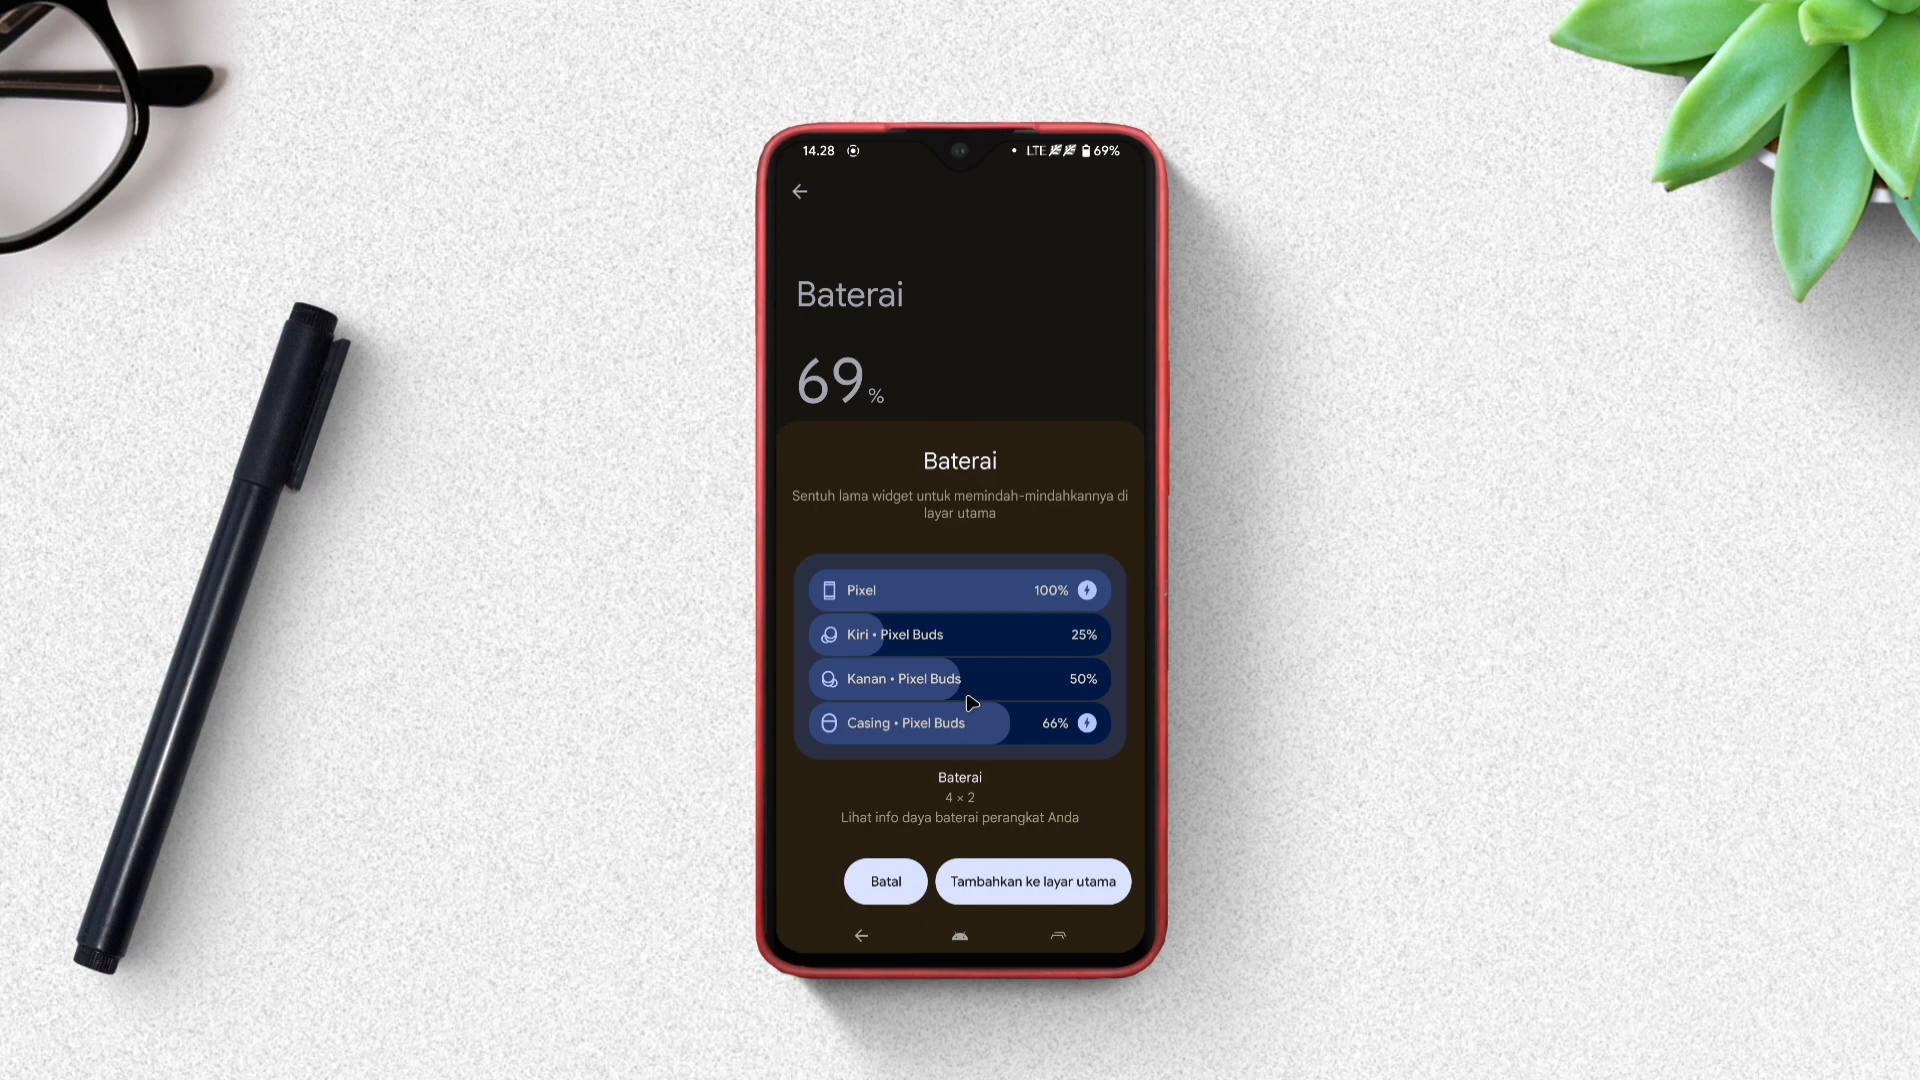 14.28
LTE 69%
Baterai
69 %
Baterai
Sentuh lama widget untuk memindah-mindahkannya di
layar utama
Pixel 100%
Kiri • Pixel Buds 25%
Kanan • Pixel Buds 50%
Casing • Pixel Buds 66%
Baterai
4 × 2
Lihat info daya baterai perangkat Anda
Batal
Tambahkan ke layar utama